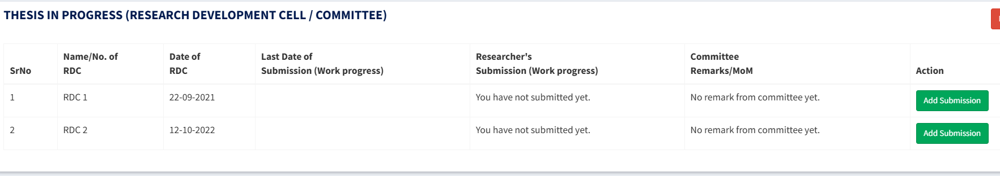 THESIS IN PROGRESS (RESEARCH DEVELOPMENT CELL / COMMITTEE)
SrNo
Name/No. of
RDC
Date of
RDC
Last Date of
Submission (Work progress)
Researcher's
Submission (Work progress)
Committee
Remarks/MoM
Action
1
RDC 1
22-09-2021
You have not submitted yet.
No remark from committee yet.
Add Submission
2
RDC 2
12-10-2022
You have not submitted yet.
No remark from committee yet.
Add Submission